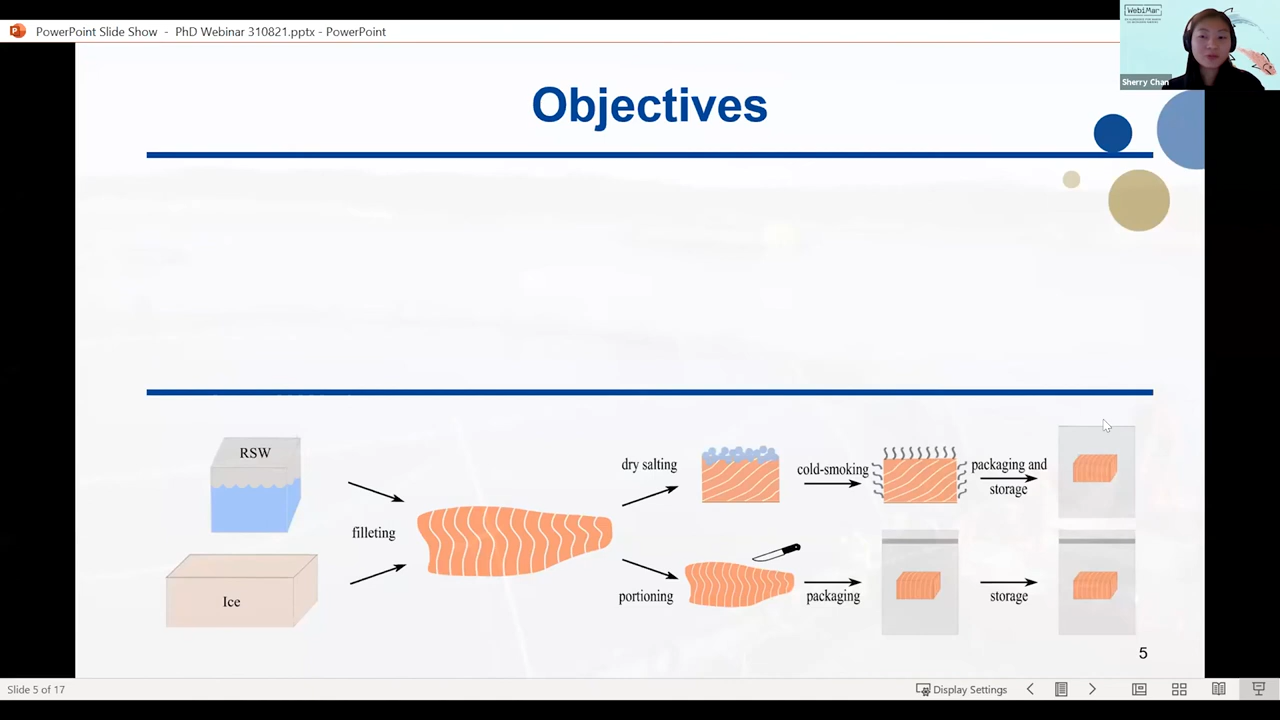 PowerPoint Slide Show - PhD Webinar 310821.pptx - PowerPoint
WebiMar
Sherry Chan
Objectives
RSW
Ice
filleting
dry salting
cold-smoking
packaging and
storage
portioning
packaging
storage
5
Slide 5 of 17
Display Settings